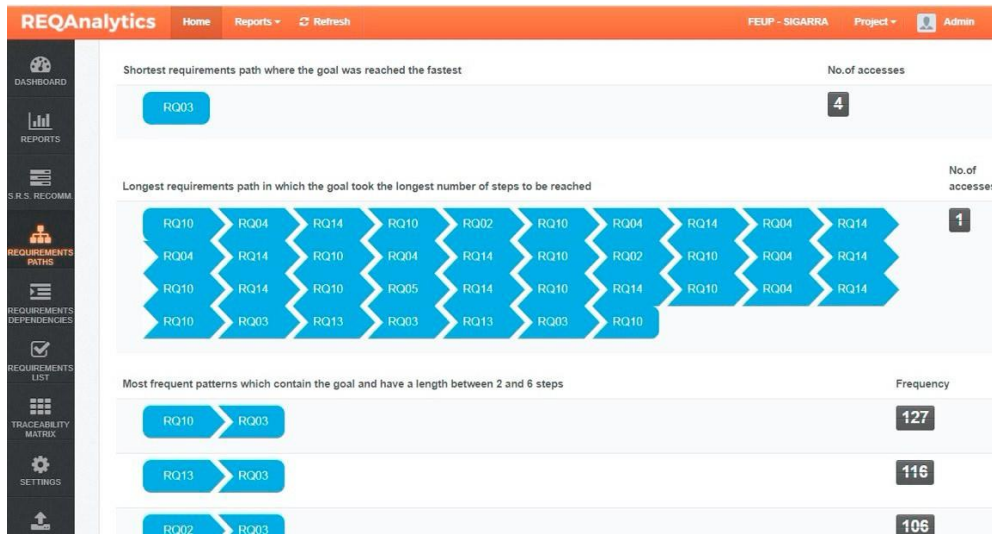 REQAnalytics Home Reports Refresh FEUP - SIGARRA Project Admin
DASHBOARD
REPORTS
S.R.S. RECOMM.
REQUIREMENTS
PATHS
REQUIREMENTS
DEPENDENCIES
REQUIREMENTS
LIST
TRACEABILITY
MATRIX
SETTINGS
Shortest requirements path where the goal was reached the fastest No.of accesses
RQ03 4
Longest requirements path in which the goal took the longest number of steps to be reached No.of
accesses
RQ10 RQ04 RQ14 RQ10 RQ02 RQ10 RQ04 RQ14 RQ04 RQ14 1
RQ04 RQ14 RQ10 RQ04 RQ14 RQ10 RQ02 RQ10 RQ04 RQ14
RQ10 RQ14 RQ10 RQ05 RQ14 RQ10 RQ14 RQ10 RQ04 RQ14
RQ10 RQ03 RQ13 RQ03 RQ13 RQ03 RQ10
Most frequent patterns which contain the goal and have a length between 2 and 6 steps Frequency
RQ10 RQ03 127
RQ13 RQ03 116
RQ02 RQ03 106